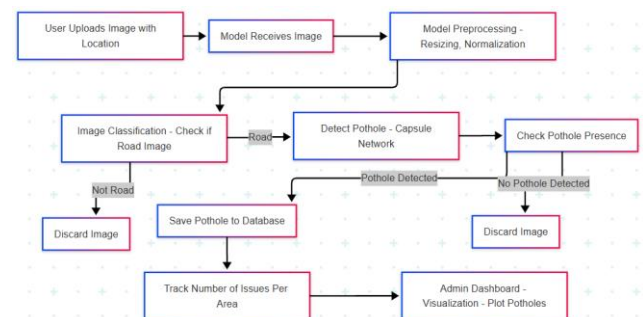 User Uploads Image with
Location
Model Receives Image
Model Preprocessing -
Resizing, Normalization
Image Classification - Check if
Road Image
Road
Detect Pothole - Capsule
Network
Check Pothole Presence
Not Road
Pothole Detected
No Pothole Detected
Discard Image
Save Pothole to Database
Discard Image
Track Number of Issues Per
Area
Admin Dashboard -
Visualization - Plot Potholes